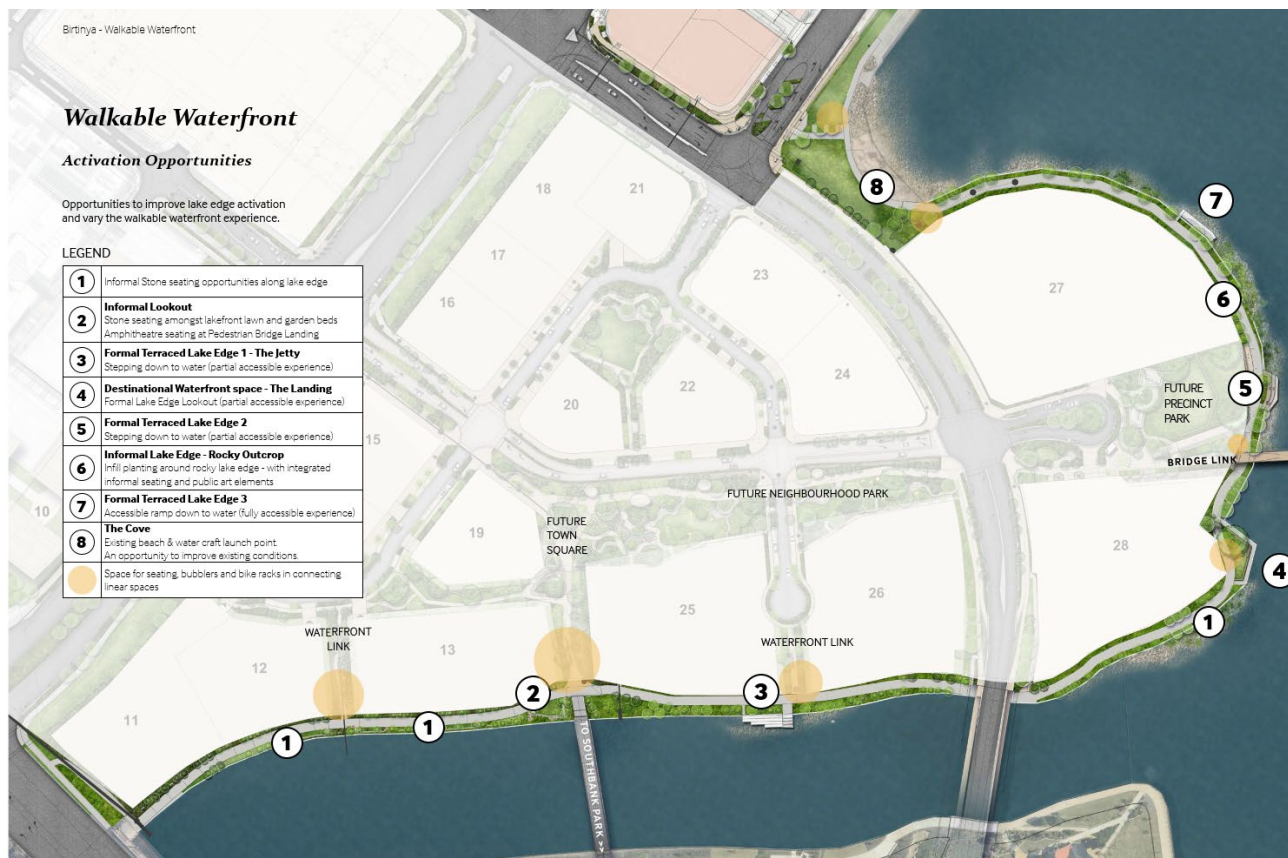 Birtinya - Walkable Waterfront
Walkable Waterfront
Activation Opportunities
Opportunities to improve lake edge activation
and vary the walkable waterfront experience.
LEGEND
1 Informal Stone seating opportunities along lake edge
2 Informal Lookout
Stone seating amongst lakefront lawn and garden beds
Amphitheatre seating at Pedestrian Bridge Landing
3 Formal Terraced Lake Edge 1 - The Jetty
Stepping down to water (partial accessible experience)
4 Destinational Waterfront space - The Landing
Formal Lake Edge Lookout (partial accessible experience)
5 Formal Terraced Lake Edge 2
Stepping down to water (partial accessible experience)
6 Informal Lake Edge - Rocky Outcrop
Infill planting around rocky lake edge - with integrated
informal seating and public art elements
7 Formal Terraced Lake Edge 3
Accessible ramp down to water (fully accessible experience)
8 The Cove
Existing beach & water craft launch point.
An opportunity to improve existing conditions.
Space for seating, bubblers and bike racks in connecting
linear spaces
18
21
17
16
23
24
22
20
15
10
19
27
8
7
6
5
FUTURE
PRECINCT
PARK
BRIDGE LINK
FUTURE NEIGHBOURHOOD PARK
FUTURE
TOWN
SQUARE
28
4
1
25
26
WATERFRONT
LINK
WATERFRONT LINK
12
13
11
2
3
1
1
TO SOUTHBANK PARK >>